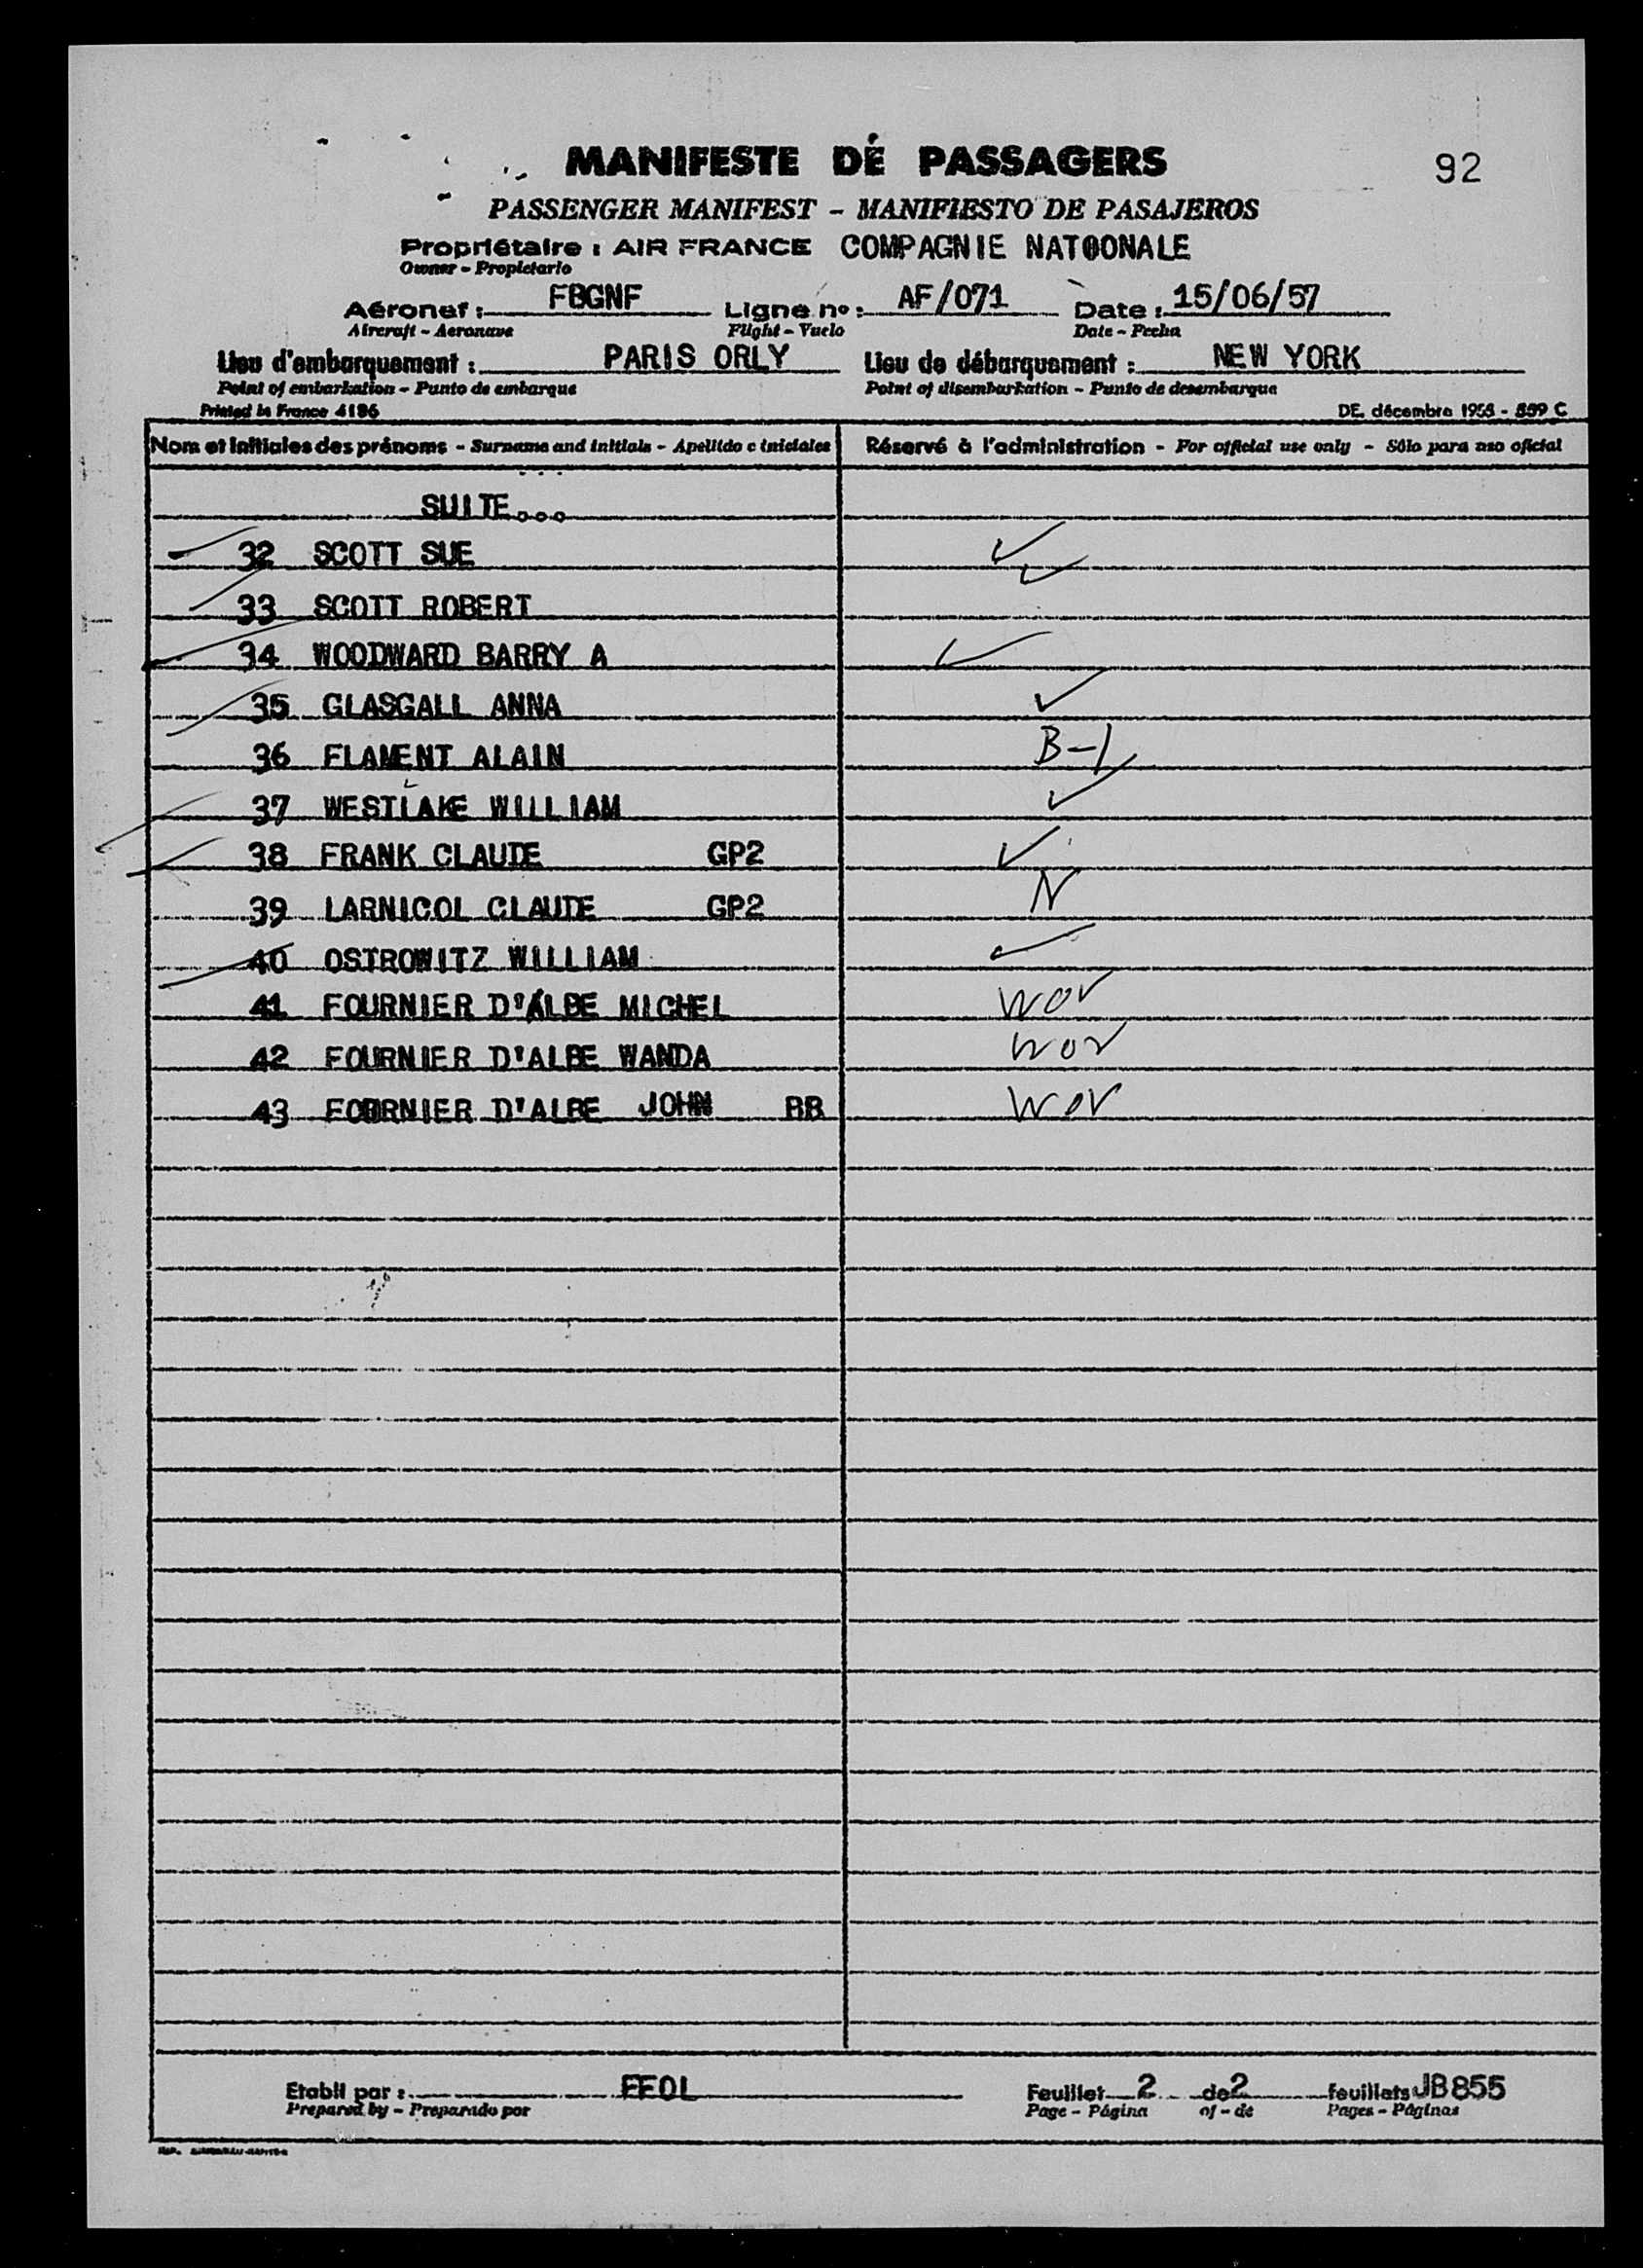 MANIFESTE DE PASSAGERS 92
PASSENGER MANIFEST - MANIFIESTO DE PASAJEROS
Propriétaire : AIR FRANCE COMPAGNIE NATOONALE
Owner - Propietario
Aéronef : FBGNF Ligne no : AF/071 Date : 15/06/57
Aircraft - Aeronave Flight - Vuelo Date - Fecha
Lieu d'embarquement : PARIS ORLY Lieu de débarquement : NEW YORK
Point of embarkation - Punto de embarque Point of disembarkation - Punto de desembarque
Printed in France 4186 DE. décembre 1955 - 559 C
Nom et initiales des prénoms - Surname and initials - Apellido e iniciales Réservé à l'administration - For official use only - Sólo para uso oficial
SUITE...
32 SCOTT SUE ✓
33 SCOTT ROBERT ✓
34 WOODWARD BARRY A ✓
35 GLASGALL ANNA ✓
36 FLAMENT ALAIN B-1
37 WESTLAKE WILLIAM ✓
38 FRANK CLAUDE GP2 ✓
39 LARNICOL CLAUDE GP2 N
40 OSTROWITZ WILLIAM ✓
41 FOURNIER D'ALBE MICHEL WOV
42 FOURNIER D'ALBE WANDA WOV
43 FOURNIER D'ALBE JOHN BB WOV
Etabli par : FFOL Feuillet 2 de 2 feuillets JB855
Prepared by - Preparado por Page - Página of - de Pages - Páginas